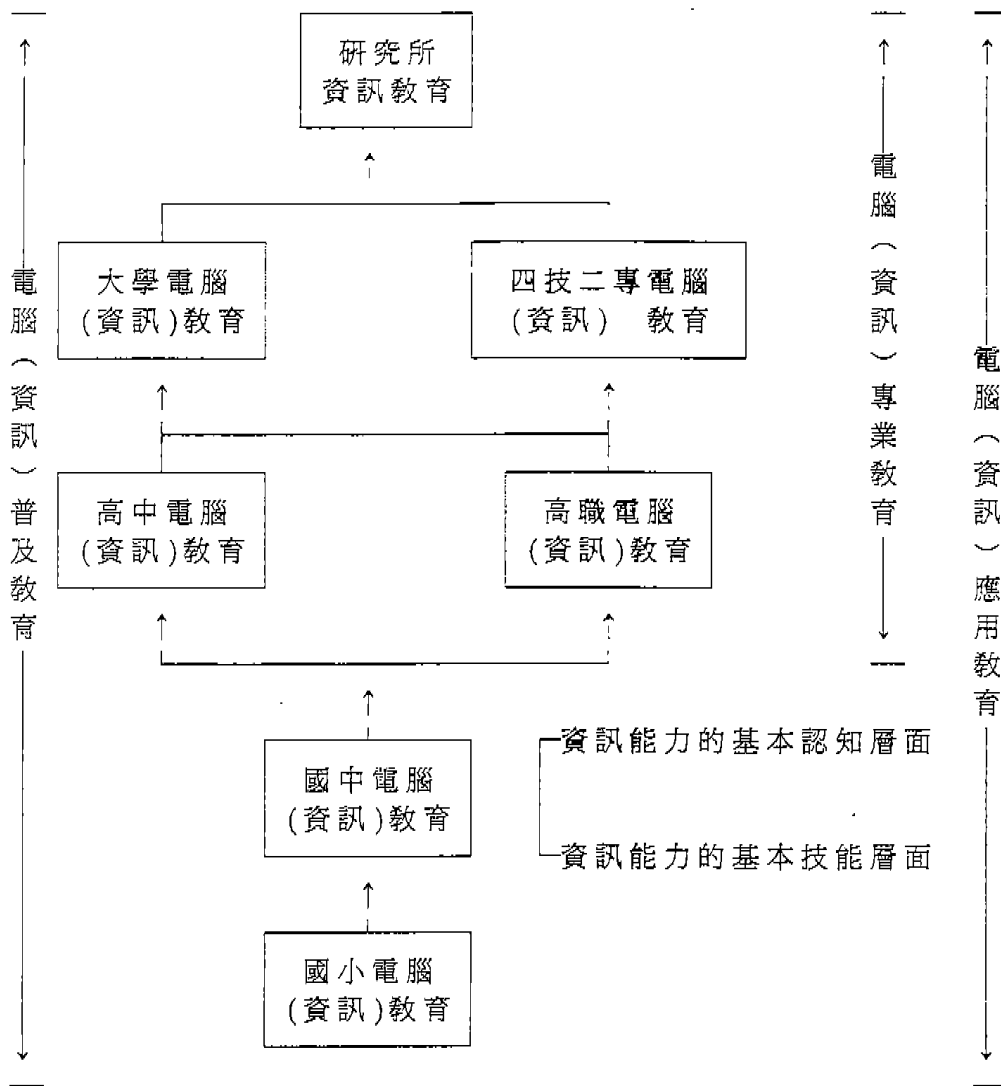 研究所
資訊教育
大學電腦
(資訊)教育
四技二專電腦
(資訊) 教育
高中電腦
(資訊)教育
高職電腦
(資訊)教育
國中電腦
(資訊)教育
國小電腦
(資訊)教育
資訊能力的基本認知層面
資訊能力的基本技能層面
電腦(資訊)普及教育
電腦(資訊)專業教育
電腦(資訊)應用教育